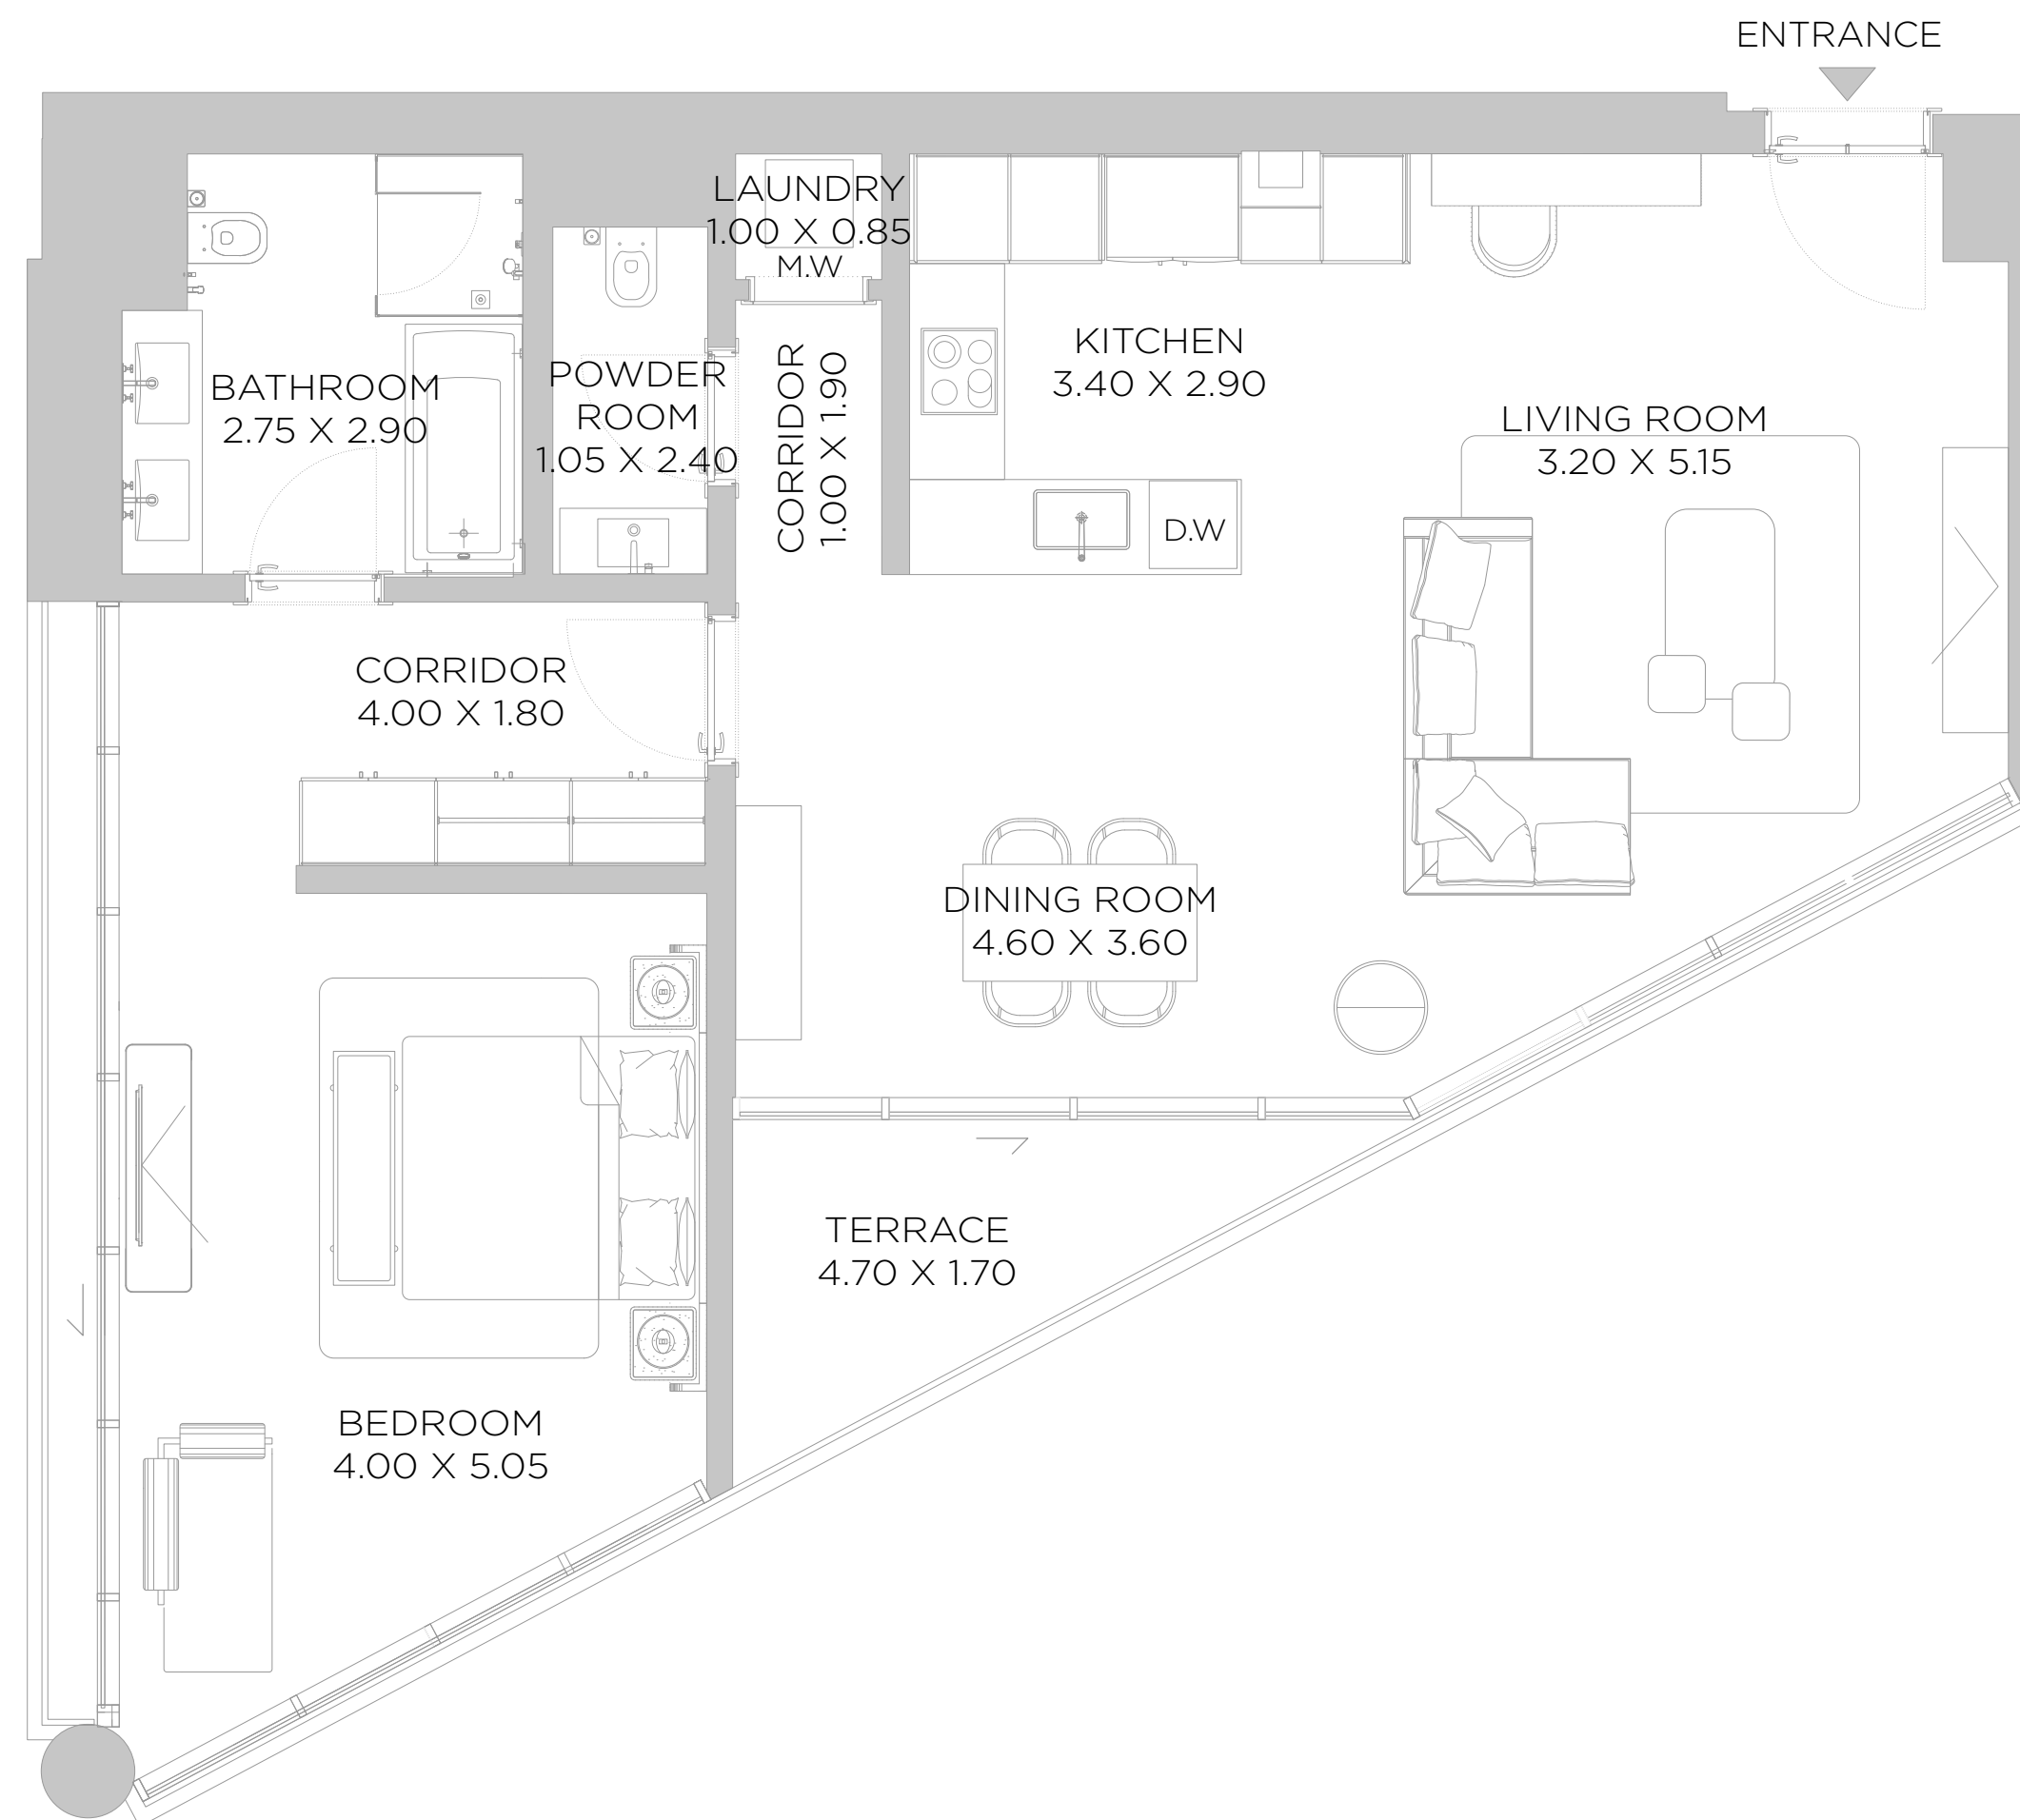 ENTRANCE
LAUNDRY
1.00 X 0.85
M.W
KITCHEN
3.40 X 2.90
BATHROOM
2.75 X 2.90
POWDER
ROOM
1.05 X 2.40
CORRIDOR
1.00 X 1.90
LIVING ROOM
3.20 X 5.15
D.W
CORRIDOR
4.00 X 1.80
DINING ROOM
4.60 X 3.60
TERRACE
4.70 X 1.70
BEDROOM
4.00 X 5.05